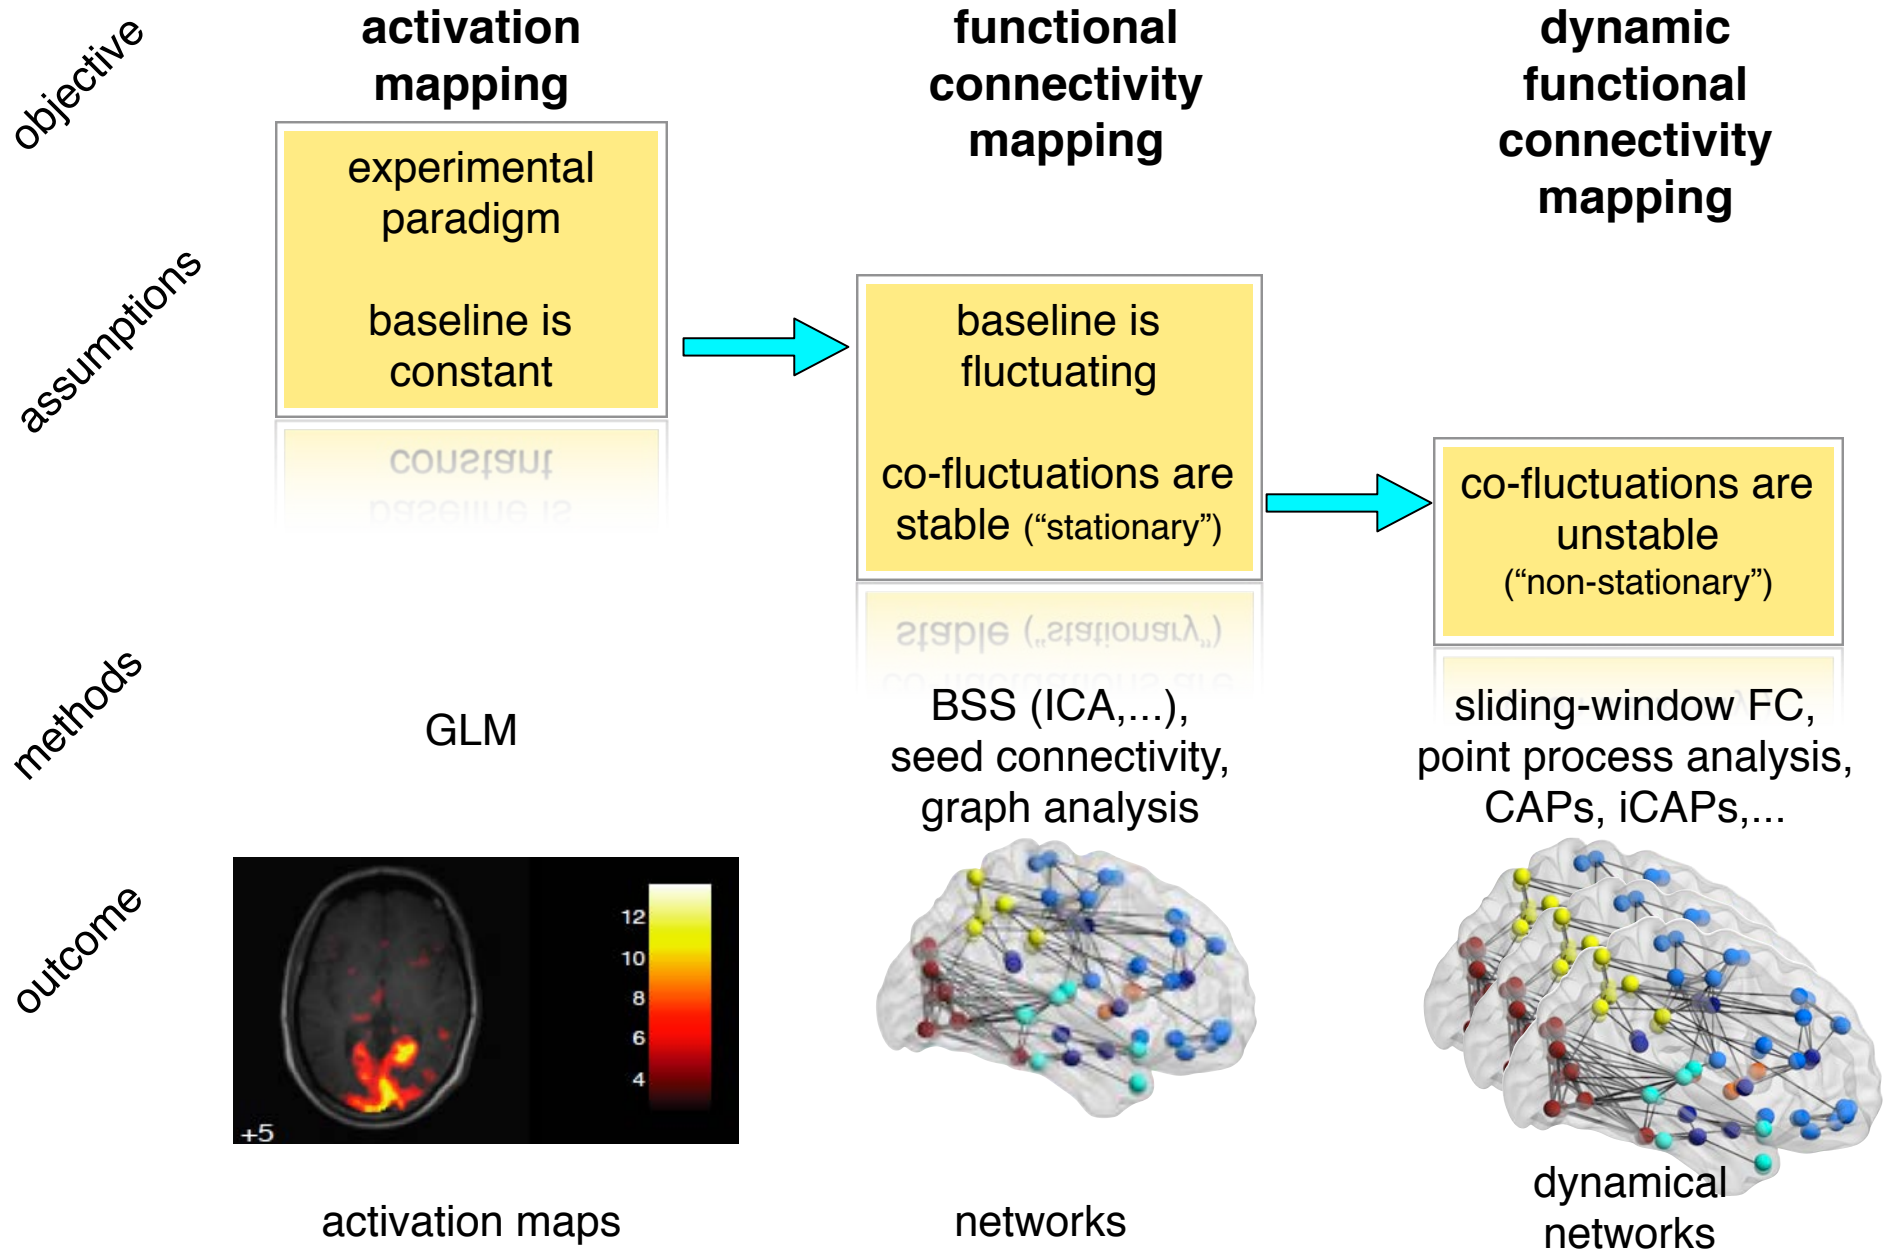 objective
activation
mapping
functional
connectivity
mapping
dynamic
functional
connectivity
mapping
assumptions
experimental
paradigm
baseline is
constant
baseline is
fluctuating
co-fluctuations are
stable (“stationary”)
co-fluctuations are
unstable
(“non-stationary”)
methods
GLM
BSS (ICA,...),
seed connectivity,
graph analysis
sliding-window FC,
point process analysis,
CAPs, iCAPs,...
outcome
12
10
8
6
4
+5
activation maps
networks
dynamical
networks